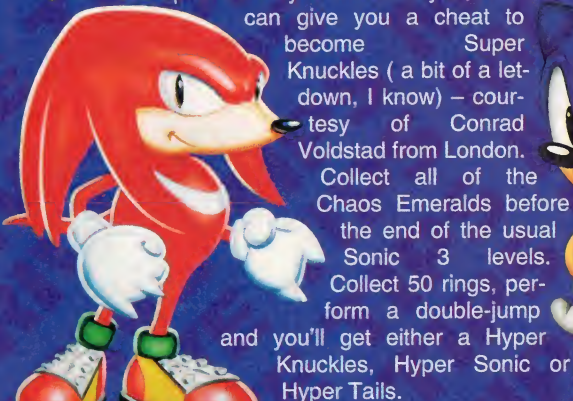 can give you a cheat to
become Super
Knuckles ( a bit of a let-
down, I know) – cour-
tesy of Conrad
Voldstad from London.
Collect all of the
Chaos Emeralds before
the end of the usual
Sonic 3 levels.
Collect 50 rings, per-
form a double-jump
and you'll get either a Hyper
Knuckles, Hyper Sonic or
Hyper Tails.